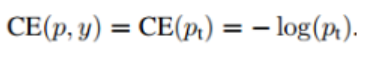 CE(p, y) = CE(pₜ) = − log(pₜ).